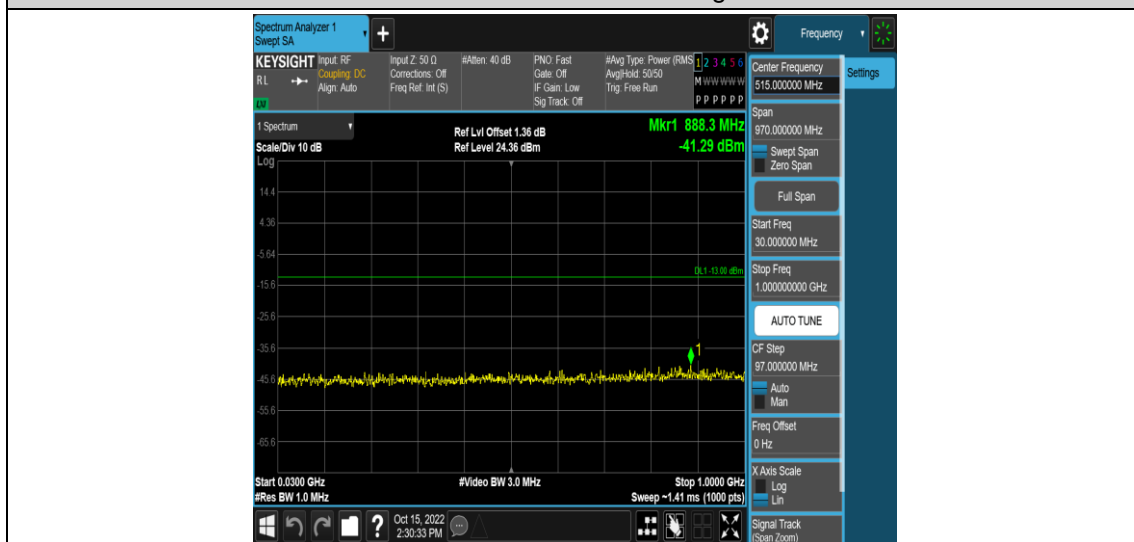 Spectrum Analyzer 1
Swept SA
+
Frequency
KEYSIGHT
RL
LXI
Input: RF
Coupling: DC
Align: Auto
Input Z: 50 Ω
Corrections: Off
Freq Ref: Int (S)
#Atten: 40 dB
PNO: Fast
Gate: Off
IF Gain: Low
Sig Track: Off
#Avg Type: Power (RMS
Avg|Hold: 50/50
Trig: Free Run
1 2 3 4 5 6
M W W W W W
P P P P P P
1 Spectrum
Scale/Div 10 dB
Log
Ref Lvl Offset 1.36 dB
Ref Level 24.36 dBm
Mkr1 888.3 MHz
-41.29 dBm
14.4
4.36
-5.64
DL1 -13.00 dBm
-15.6
-25.6
-35.6
1
-45.6
-55.6
-65.6
Start 0.0300 GHz
#Res BW 1.0 MHz
#Video BW 3.0 MHz
Stop 1.0000 GHz
Sweep ~1.41 ms (1000 pts)
Center Frequency
515.000000 MHz
Settings
Span
970.000000 MHz
Swept Span
Zero Span
Full Span
Start Freq
30.000000 MHz
Stop Freq
1.000000000 GHz
AUTO TUNE
CF Step
97.000000 MHz
Auto
Man
Freq Offset
0 Hz
X Axis Scale
Log
Lin
Signal Track
(Span Zoom)
?
Oct 15, 2022
2:30:33 PM